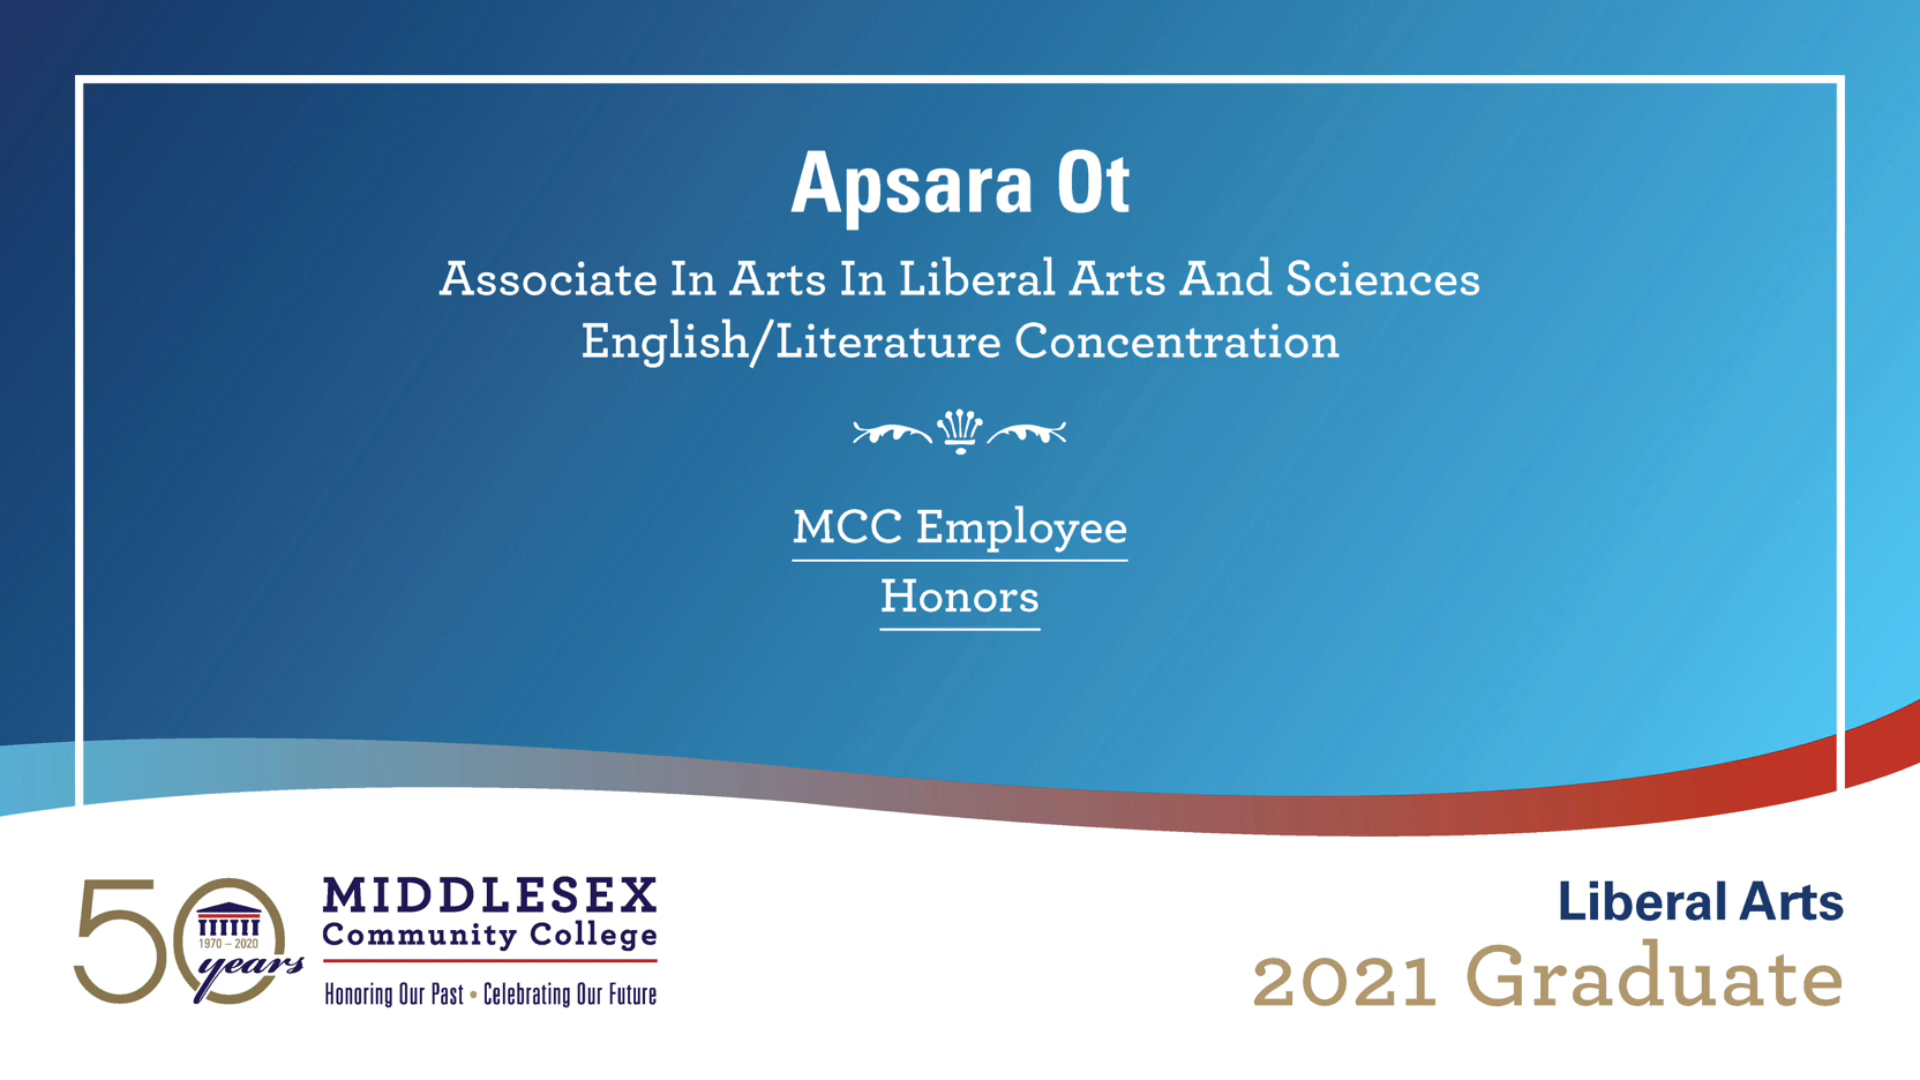 Apsara Ot
Associate In Arts In Liberal Arts And Sciences
English/Literature Concentration
MCC Employee
Honors
50
1970 – 2020
years
MIDDLESEX
Community College
Honoring Our Past • Celebrating Our Future
Liberal Arts
2021 Graduate